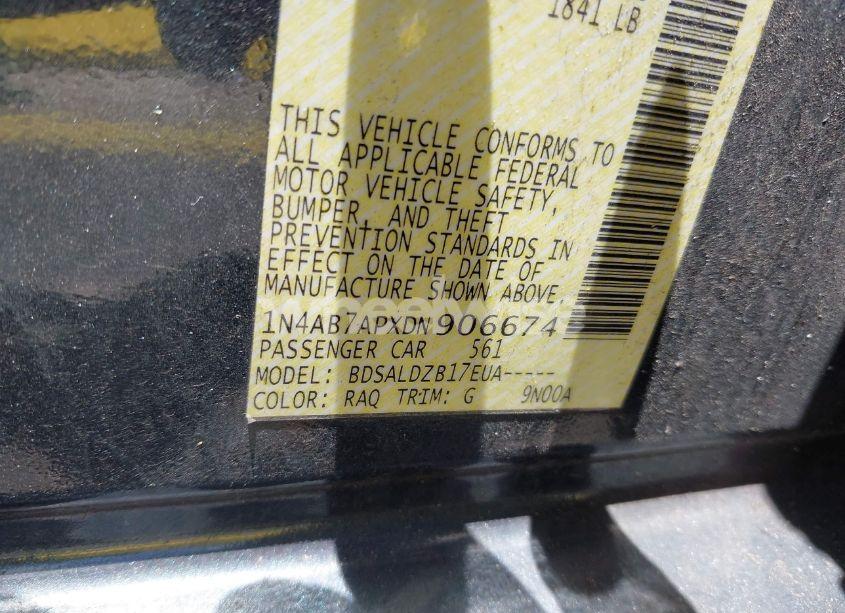 1841 LB
THIS VEHICLE CONFORMS TO
ALL APPLICABLE FEDERAL
MOTOR VEHICLE SAFETY,
BUMPER, AND THEFT
PREVENTION STANDARDS IN
EFFECT ON THE DATE OF
MANUFACTURE SHOWN ABOVE
1N4AB7APXDN906674
PASSENGER CAR 561
MODEL: BDSALDZB17EUA-----
COLOR: RAQ TRIM: G 9N00A